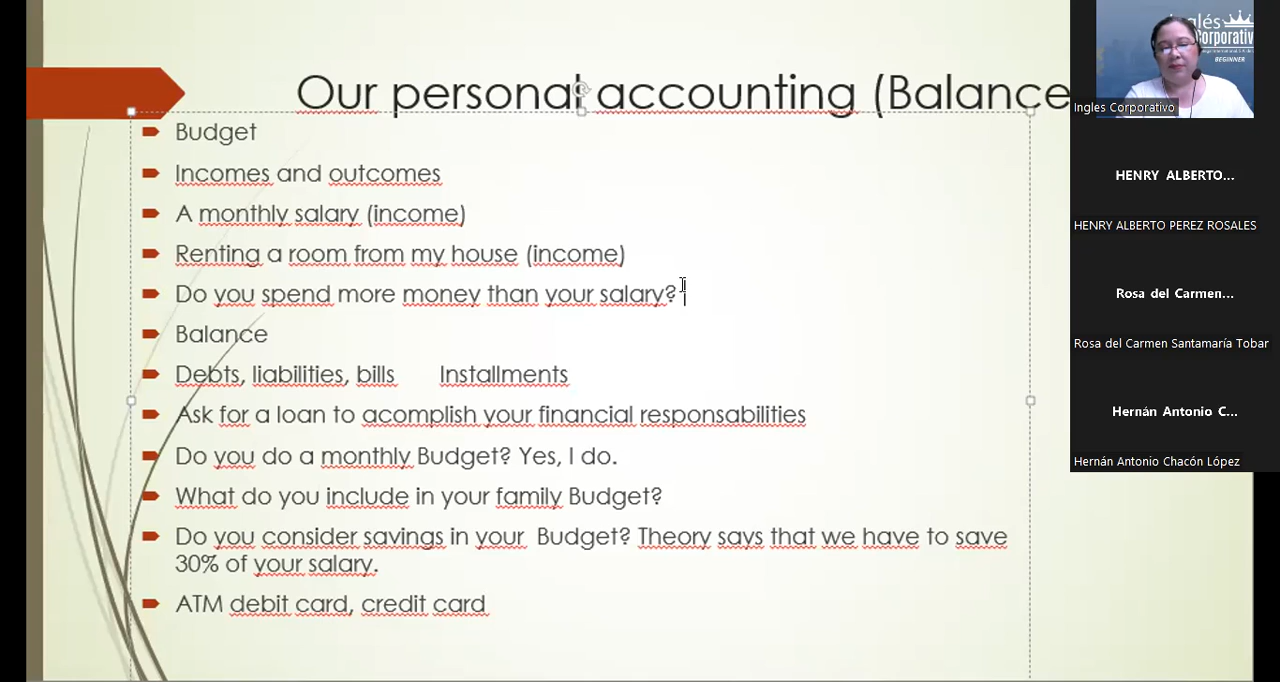 Our personal accounting (Balance
Budget
Incomes and outcomes
A monthly salary (income)
Renting a room from my house (income)
Do you spend more money than your salary?
Balance
Debts, liabilities, bills Installments
Ask for a loan to acomplish your financial responsabilities
Do you do a monthly Budget? Yes, I do.
What do you include in your family Budget?
Do you consider savings in your Budget? Theory says that we have to save
30% of your salary.
ATM debit card, credit card
BEGINNER
Ingles Corporativo
HENRY ALBERTO...
HENRY ALBERTO PEREZ ROSALES
Rosa del Carmen...
Rosa del Carmen Santamaría Tobar
Hernán Antonio C...
Hernán Antonio Chacón López